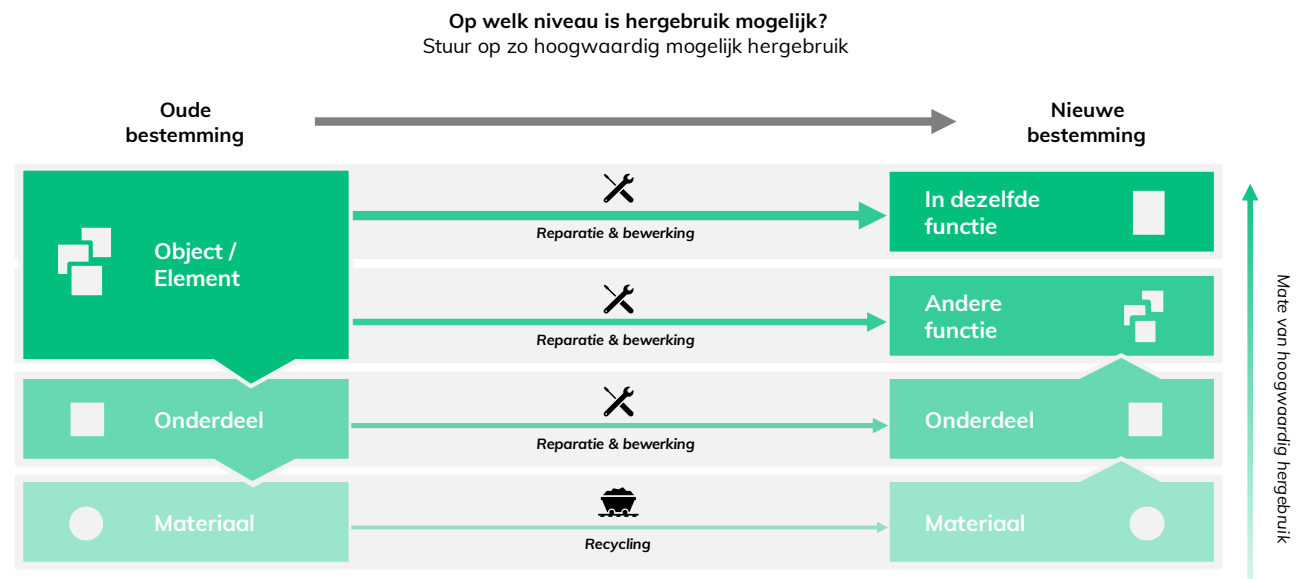 Op welk niveau is hergebruik mogelijk?
Stuur op zo hoogwaardig mogelijk hergebruik
Oude
bestemming
Nieuwe
bestemming
Object /
Element
Reparatie & bewerking
In dezelfde
functie
Reparatie & bewerking
Andere
functie
Onderdeel
Reparatie & bewerking
Onderdeel
Materiaal
Recycling
Materiaal
Mate van hoogwaardig hergebruik